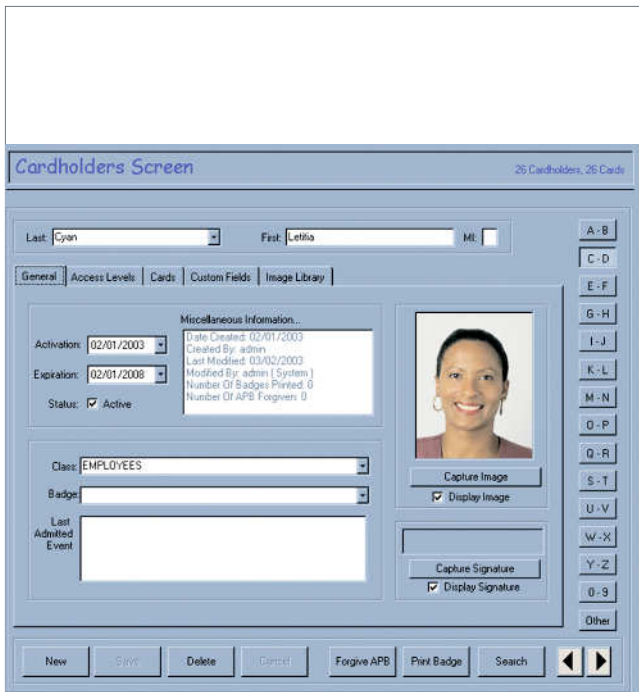 Cardholders Screen
26 Cardholders, 26 Cards
Last: Cyan First: Letitia MI:
General Access Levels Cards Custom Fields Image Library
Miscellaneous Information...
Activation: 02/01/2003
Expiration: 02/01/2008
Status: Active
Date Created: 02/01/2003
Created By: admin
Last Modified: 03/02/2003
Modified By: admin ( System )
Number Of Badges Printed: 0
Number Of APB Forgiven: 0
Capture Image
Display Image
Class: EMPLOYEES
Badge:
Last
Admitted
Event
Capture Signature
Display Signature
A - B
C - D
E - F
G - H
I - J
K - L
M - N
O - P
Q - R
S - T
U - V
W - X
Y - Z
0 - 9
Other
New Save Delete Cancel Forgive APB Print Badge Search